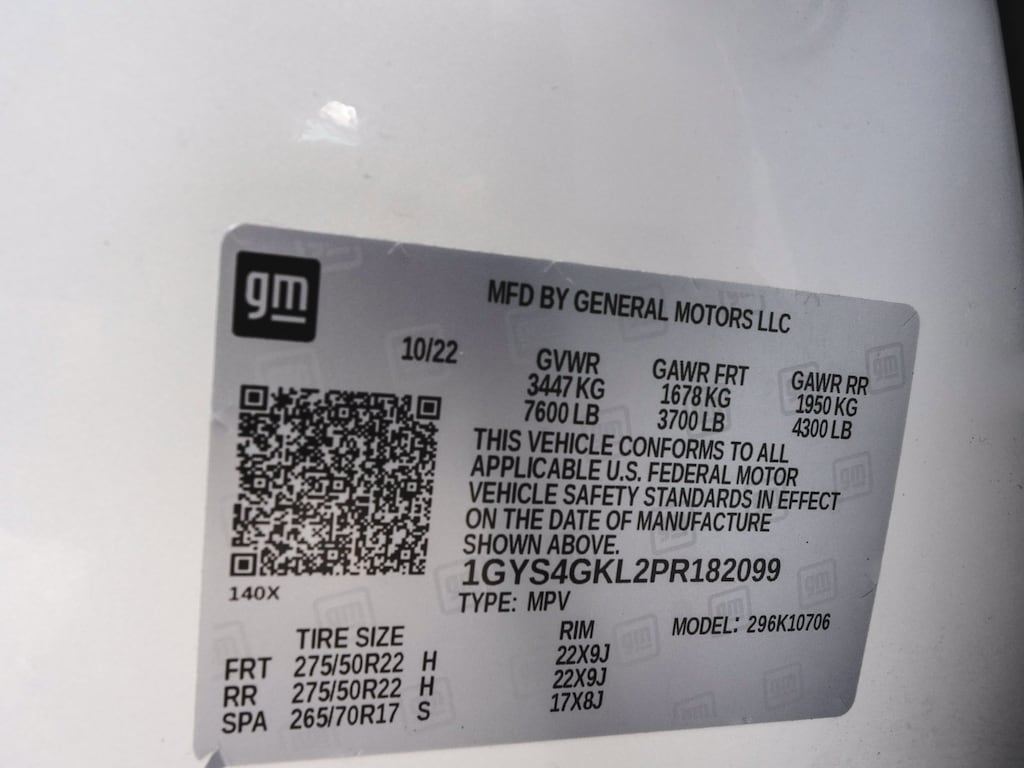 gm
MFD BY GENERAL MOTORS LLC
10/22
GVWR GAWR FRT GAWR RR
3447 KG 1678 KG 1950 KG
7600 LB 3700 LB 4300 LB
THIS VEHICLE CONFORMS TO ALL
APPLICABLE U.S. FEDERAL MOTOR
VEHICLE SAFETY STANDARDS IN EFFECT
ON THE DATE OF MANUFACTURE
SHOWN ABOVE.
1GYS4GKL2PR182099
140X
TYPE: MPV
MODEL: 296K10706
TIRE SIZE RIM
FRT 275/50R22 H 22X9J
RR 275/50R22 H 22X9J
SPA 265/70R17 S 17X8J